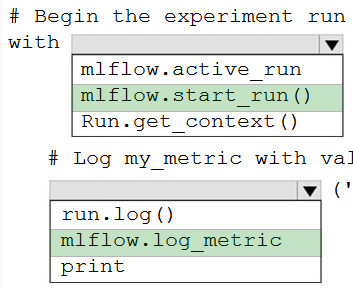 # Begin the experiment run
with
mlflow.active_run
mlflow.start_run()
Run.get_context()
# Log my_metric with val
('
run.log()
mlflow.log_metric
print